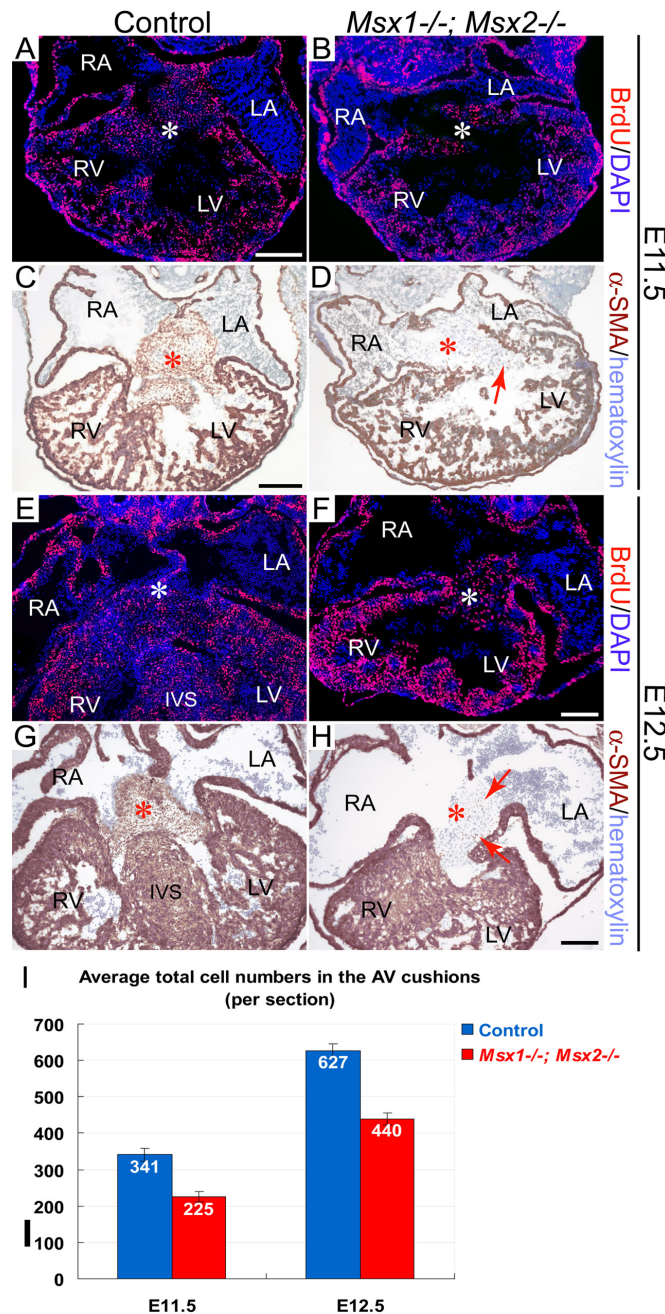 Control
Msx1-/-; Msx2-/-
A
RA
LA
*
RV
LV
B
RA
LA
*
RV
LV
BrdU/DAPI
C
RA
LA
*
RV
LV
D
RA
LA
*
RV
LV
α-SMA/hematoxylin
E11.5
E
RA
LA
*
RV
IVS
LV
F
RA
LA
*
RV
LV
BrdU/DAPI
G
RA
LA
*
RV
IVS
LV
H
RA
LA
*
RV
LV
α-SMA/hematoxylin
E12.5
I
Average total cell numbers in the AV cushions
(per section)
700
600
500
400
300
200
100
0
341
225
627
440
E11.5
E12.5
Control
Msx1-/-; Msx2-/-